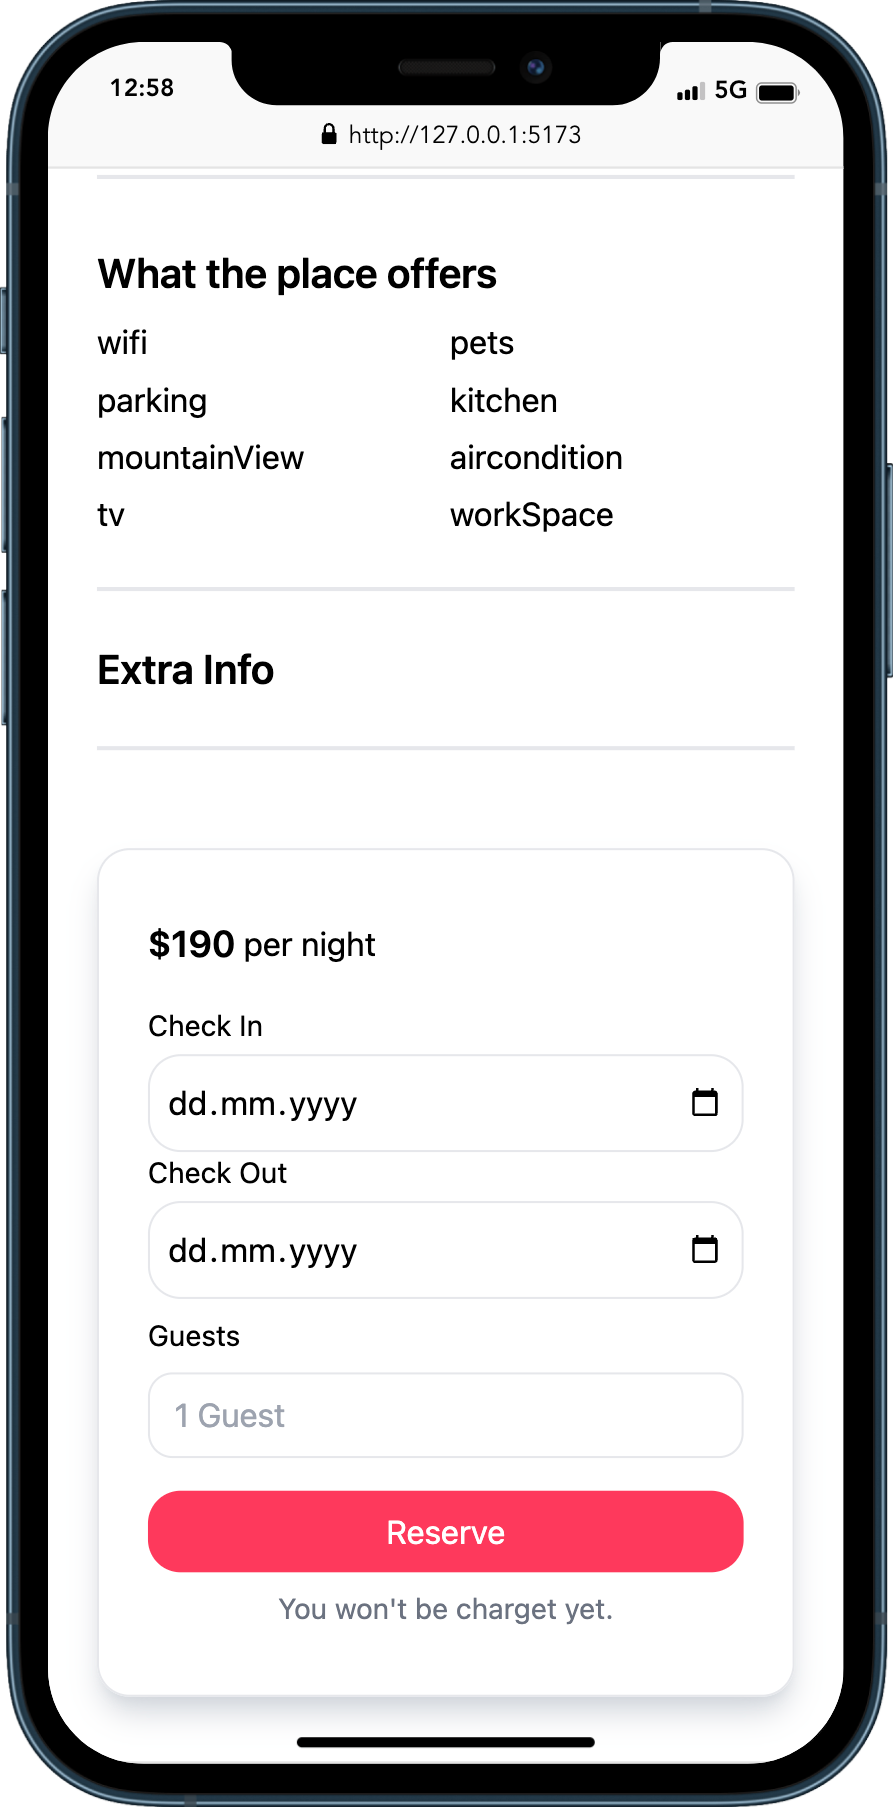 12:58
5G
http://127.0.0.1:5173
What the place offers
wifi
pets
parking
kitchen
mountainView
aircondition
tv
workSpace
Extra Info
$190 per night
Check In
dd.mm.yyyy
Check Out
dd.mm.yyyy
Guests
1 Guest
Reserve
You won't be charget yet.